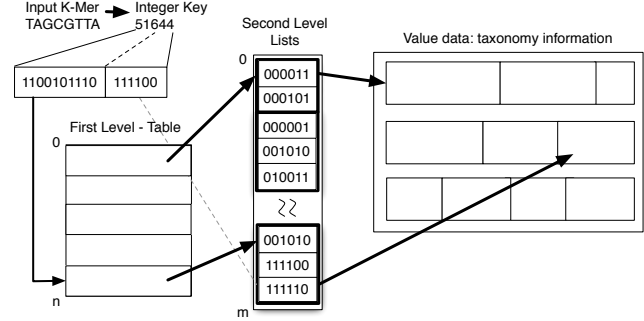 Input K-Mer Integer Key
TAGCGTTA 51644
1100101110 111100
First Level - Table
0
n
Second Level
Lists
0
000011
000101
000001
001010
010011
001010
111100
111110
m
Value data: taxonomy information